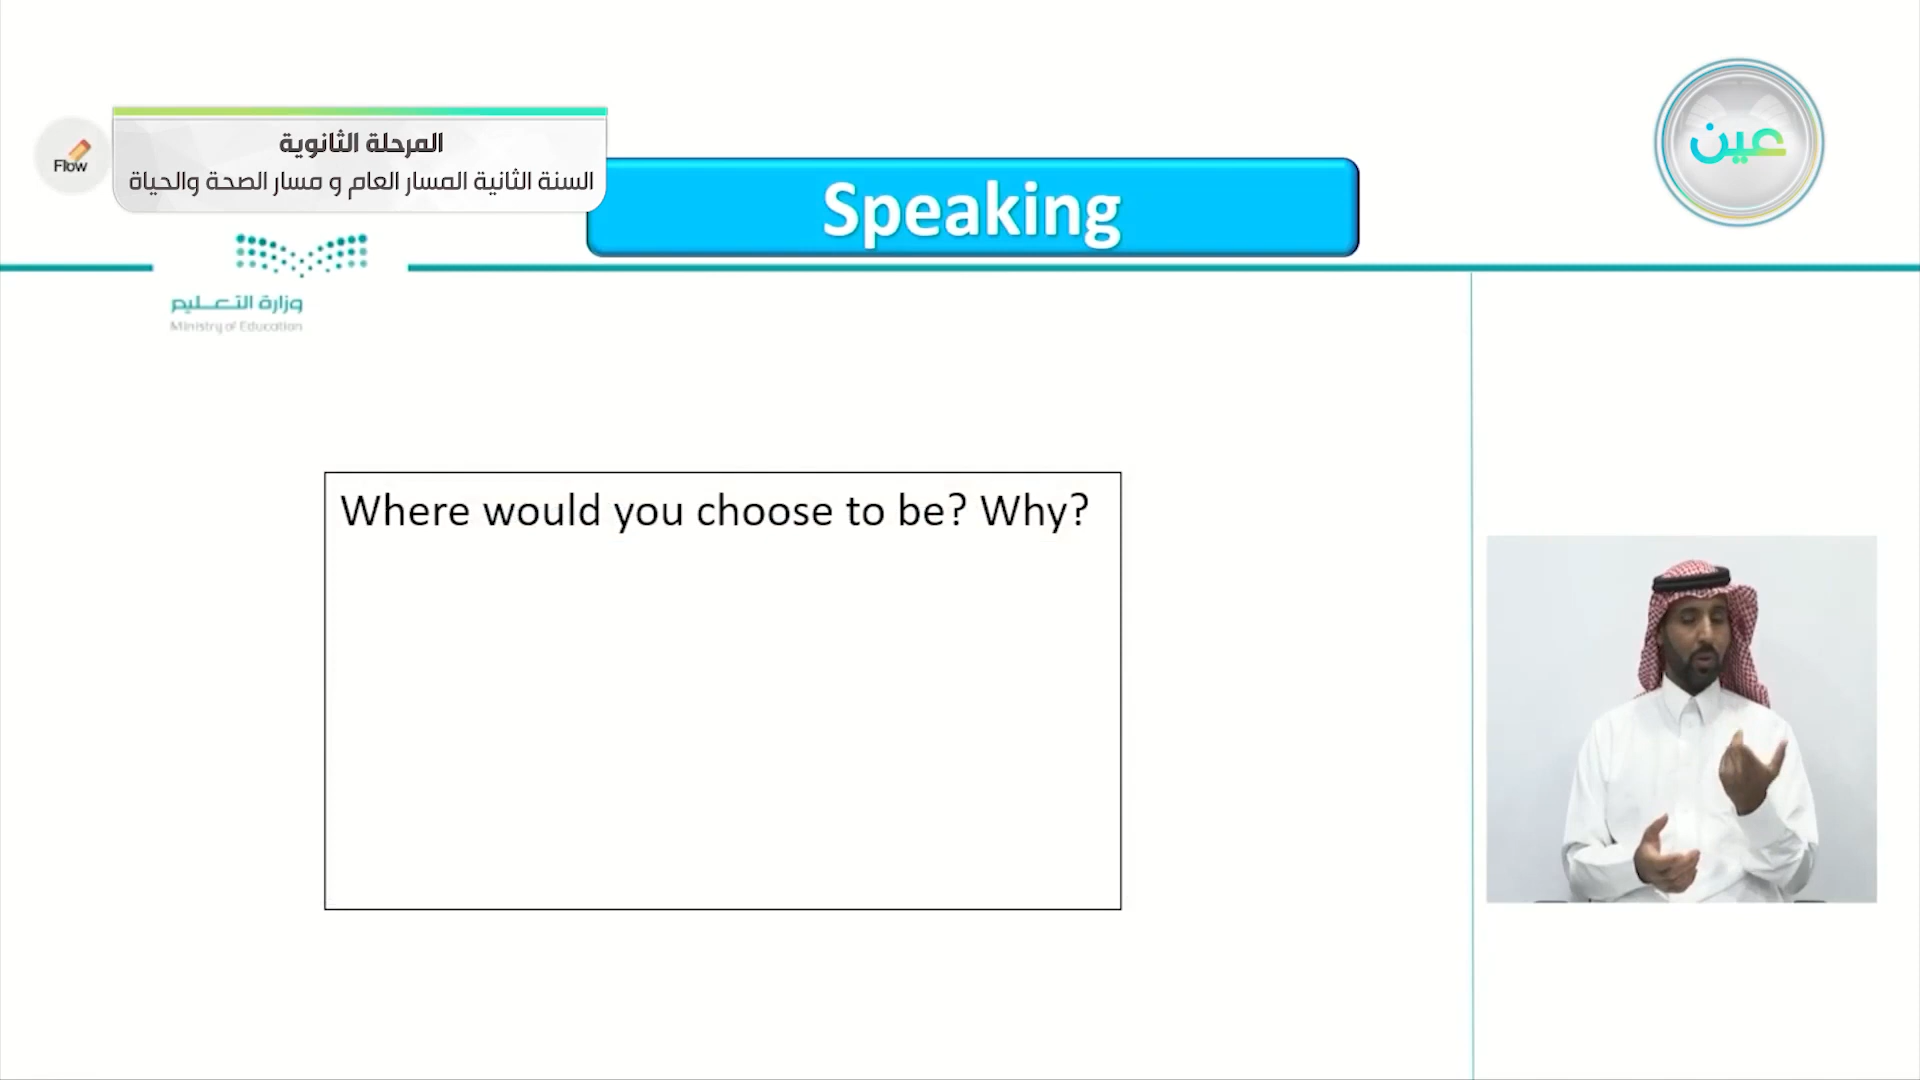 المرحلة الثانوية
السنة الثانية المسار العام و مسار الصحة والحياة
Flow
Speaking
عين
وزارة التعـــليم
Ministry of Education
Where would you choose to be? Why?